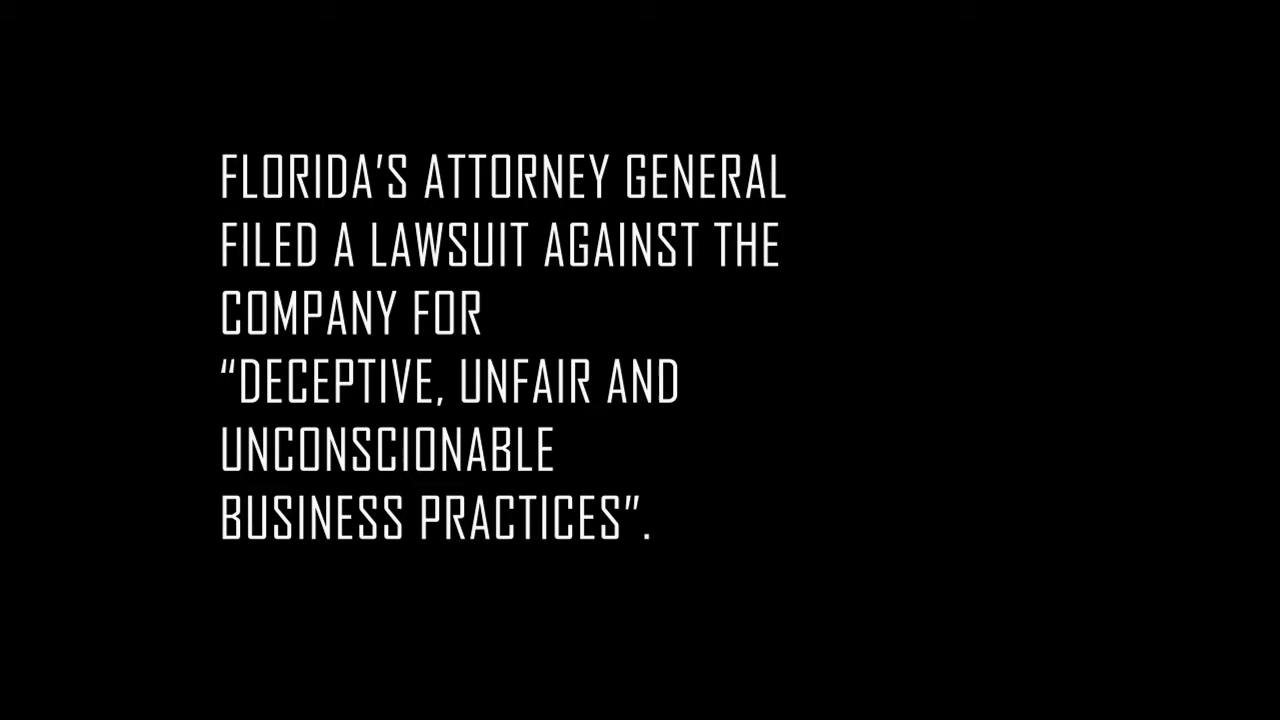 FLORIDA’S ATTORNEY GENERAL
FILED A LAWSUIT AGAINST THE
COMPANY FOR
“DECEPTIVE, UNFAIR AND
UNCONSCIONABLE
BUSINESS PRACTICES”.